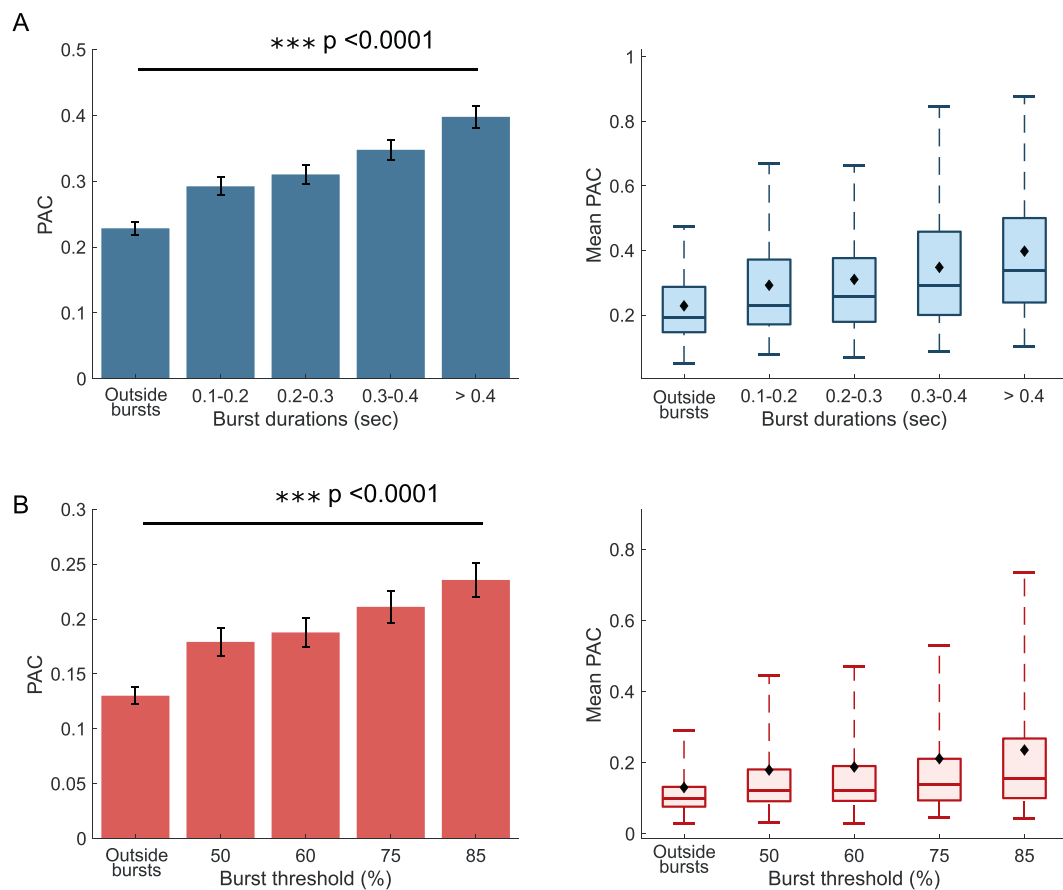 A
*** p <0.0001
0.5
0.4
0.3
0.2
0.1
0
PAC
Outside
bursts
0.1-0.2
0.2-0.3
0.3-0.4
> 0.4
Burst durations (sec)
1
0.8
0.6
0.4
0.2
Mean PAC
Outside
bursts
0.1-0.2
0.2-0.3
0.3-0.4
> 0.4
Burst durations (sec)
B
*** p <0.0001
0.3
0.25
0.2
0.15
0.1
0.05
0
PAC
Outside
bursts
50
60
75
85
Burst threshold (%)
0.8
0.6
0.4
0.2
0
Mean PAC
Outside
bursts
50
60
75
85
Burst threshold (%)